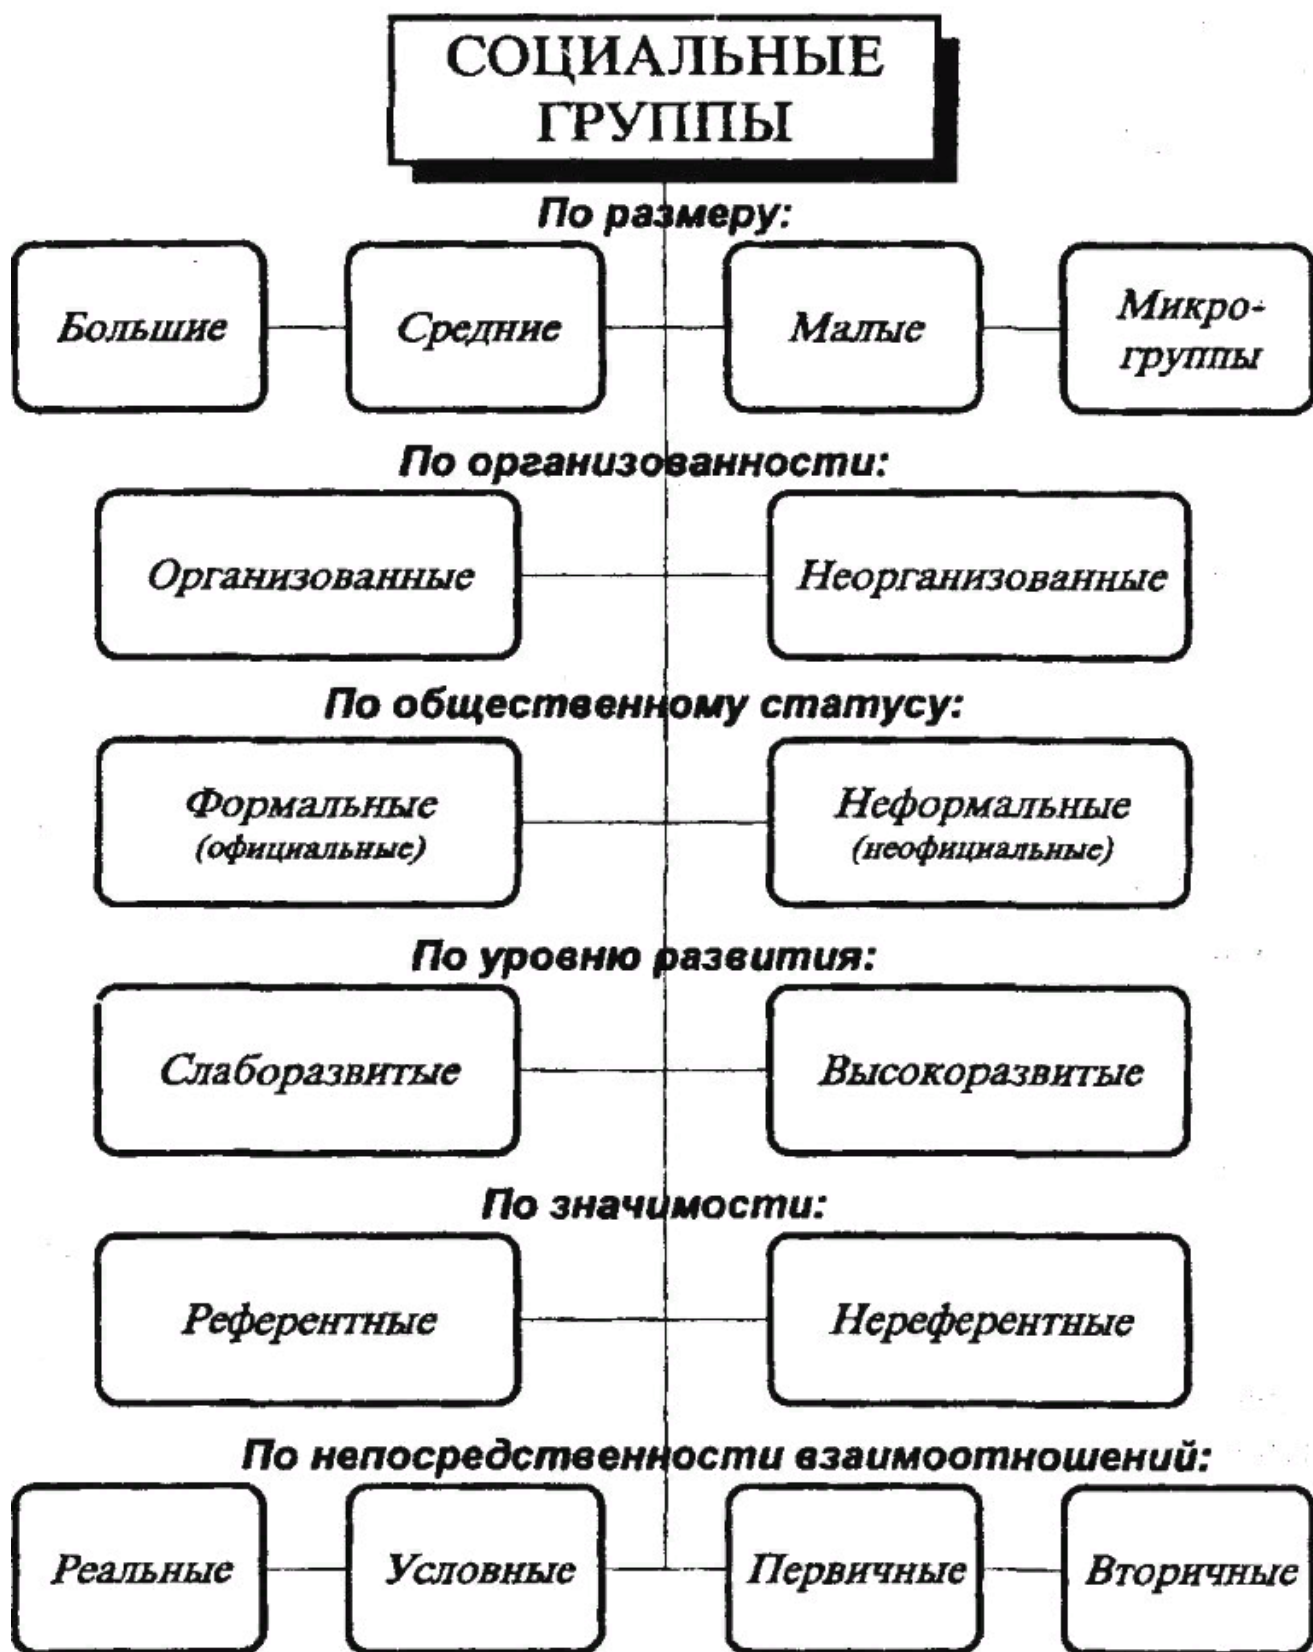 СОЦИАЛЬНЫЕ
ГРУППЫ
По размеру:
Большие
Средние
Малые
Микро-
группы
По организованности:
Организованные
Неорганизованные
По общественному статусу:
Формальные
(официальные)
Неформальные
(неофициальные)
По уровню развития:
Слаборазвитые
Высокоразвитые
По значимости:
Референтные
Нереферентные
По непосредственности взаимоотношений:
Реальные
Условные
Первичные
Вторичные